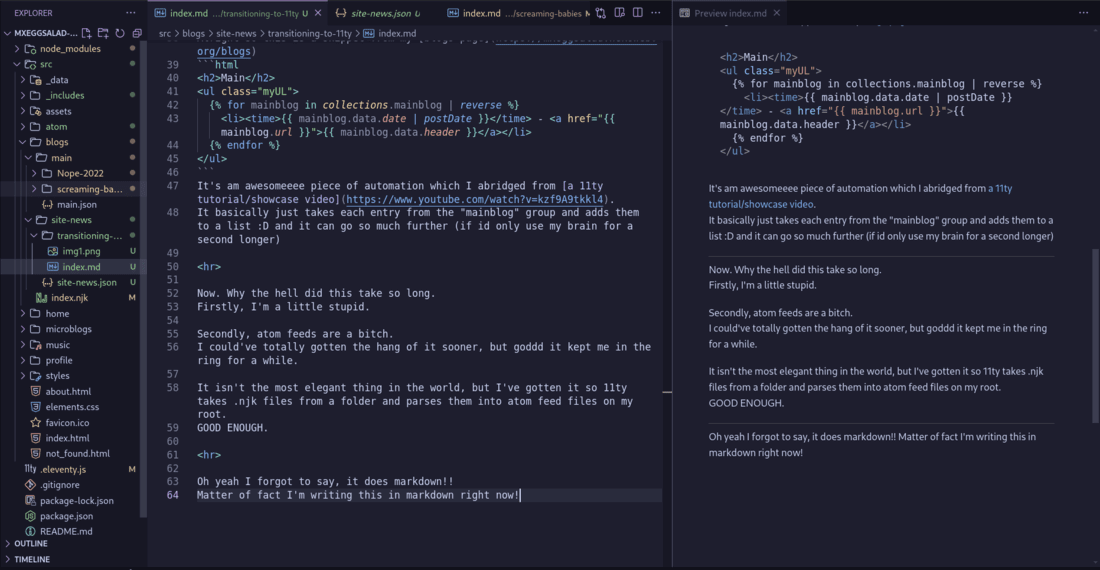 EXPLORER
MXEGGSALAD-...
node_modules
src
_data
_includes
assets
atom
blogs
main
Nope-2022
screaming-ba...
main.json
site-news
transitioning-...
img1.png U
index.md U
site-news.json U
index.njk M
home
microblogs
music
profile
styles
about.html
elements.css
favicon.ico
index.html
not_found.html
.eleventy.js M
.gitignore
package-lock.json
package.json
README.md
OUTLINE
TIMELINE
index.md .../transitioning-to-11ty U
site-news.json U
index.md .../screaming-babies M
src > blogs > site-news > transitioning-to-11ty > index.md
org/blogs)
39 ```html
40 <h2>Main</h2>
41 <ul class="myUL">
42 {% for mainblog in collections.mainblog | reverse %}
43 <li><time>{{ mainblog.data.date | postDate }}</time> - <a href="{{
mainblog.url }}">{{ mainblog.data.header }}</a></li>
44 {% endfor %}
45 </ul>
46 ```
47 It's am awesomeeee piece of automation which I abridged from [a 11ty
tutorial/showcase video](https://www.youtube.com/watch?v=kzf9A9tkkl4).
48 It basically just takes each entry from the "mainblog" group and adds them
to a list :D and it can go so much further (if id only use my brain for a
second longer)
49
50 <hr>
51
52 Now. Why the hell did this take so long.
53 Firstly, I'm a little stupid.
54
55 Secondly, atom feeds are a bitch.
56 I could've totally gotten the hang of it sooner, but goddd it kept me in the
ring for a while.
57
58 It isn't the most elegant thing in the world, but I've gotten it so 11ty
takes .njk files from a folder and parses them into atom feed files on my
root.
59 GOOD ENOUGH.
60
61 <hr>
62
63 Oh yeah I forgot to say, it does markdown!!
64 Matter of fact I'm writing this in markdown right now!
Preview index.md
<h2>Main</h2>
<ul class="myUL">
{% for mainblog in collections.mainblog | reverse %}
<li><time>{{ mainblog.data.date | postDate }}
</time> - <a href="{{ mainblog.url }}">{{
mainblog.data.header }}</a></li>
{% endfor %}
</ul>
It's am awesomeeee piece of automation which I abridged from a 11ty
tutorial/showcase video.
It basically just takes each entry from the "mainblog" group and adds them to a
list :D and it can go so much further (if id only use my brain for a second longer)
Now. Why the hell did this take so long.
Firstly, I'm a little stupid.
Secondly, atom feeds are a bitch.
I could've totally gotten the hang of it sooner, but goddd it kept me in the ring
for a while.
It isn't the most elegant thing in the world, but I've gotten it so 11ty takes .njk
files from a folder and parses them into atom feed files on my root.
GOOD ENOUGH.
Oh yeah I forgot to say, it does markdown!! Matter of fact I'm writing this in
markdown right now!